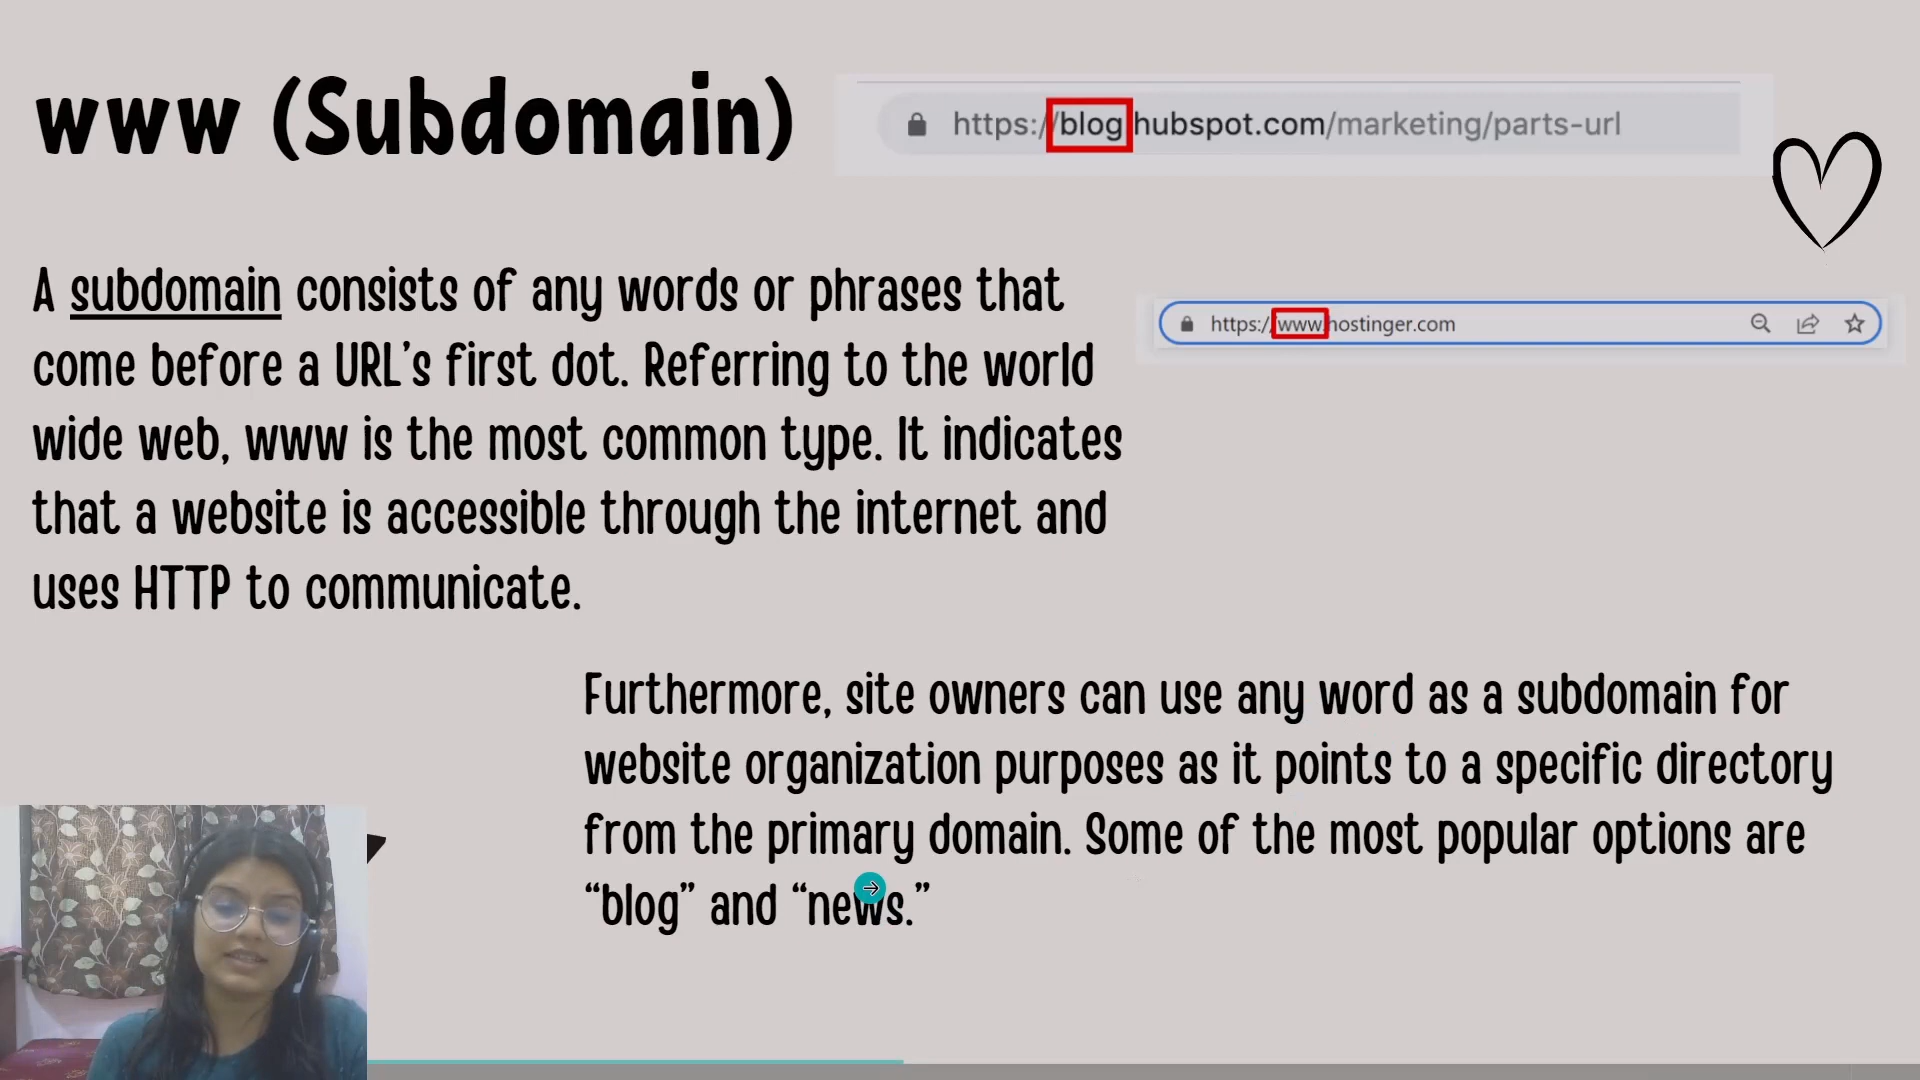 www (Subdomain)
https://blog.hubspot.com/marketing/parts-url
A subdomain consists of any words or phrases that
come before a URL’s first dot. Referring to the world
wide web, www is the most common type. It indicates
that a website is accessible through the internet and
uses HTTP to communicate.
https://www.hostinger.com
Furthermore, site owners can use any word as a subdomain for
website organization purposes as it points to a specific directory
from the primary domain. Some of the most popular options are
“blog” and “news.”